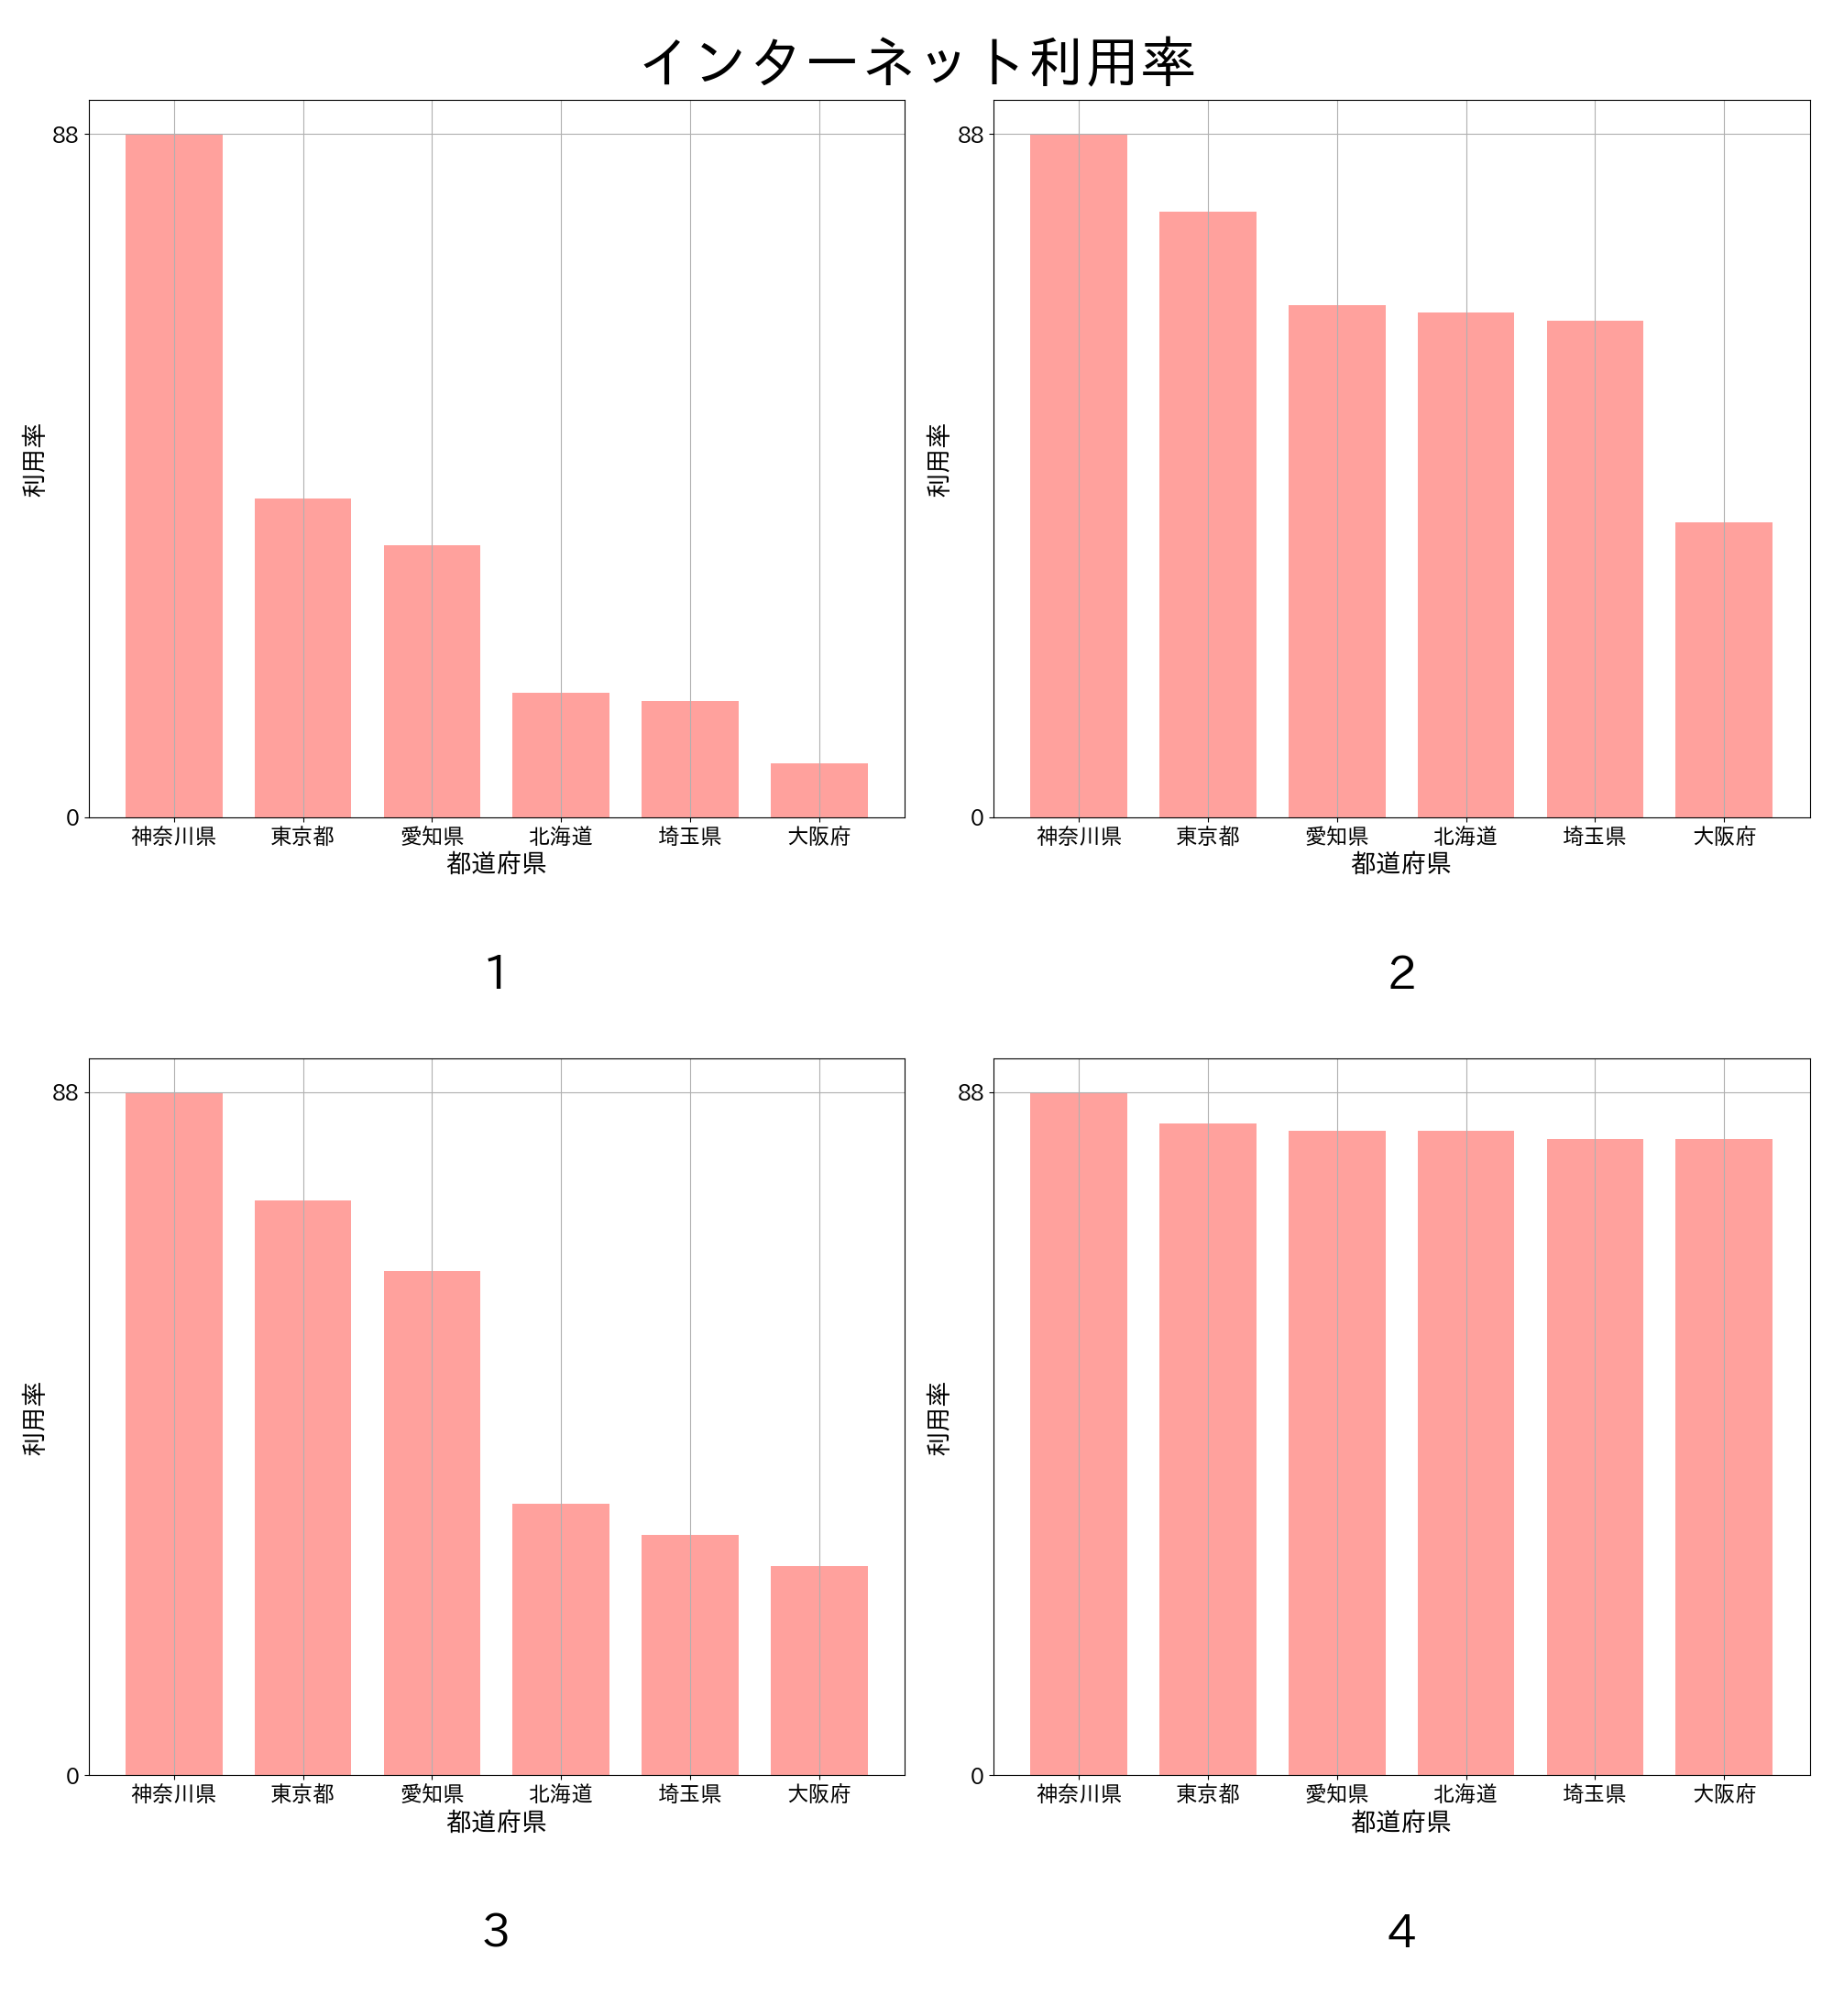 インターネット利用率
88
0
利用率
神奈川県 東京都 愛知県 北海道 埼玉県 大阪府
都道府県
1
88
0
利用率
神奈川県 東京都 愛知県 北海道 埼玉県 大阪府
都道府県
2
88
0
利用率
神奈川県 東京都 愛知県 北海道 埼玉県 大阪府
都道府県
3
88
0
利用率
神奈川県 東京都 愛知県 北海道 埼玉県 大阪府
都道府県
4